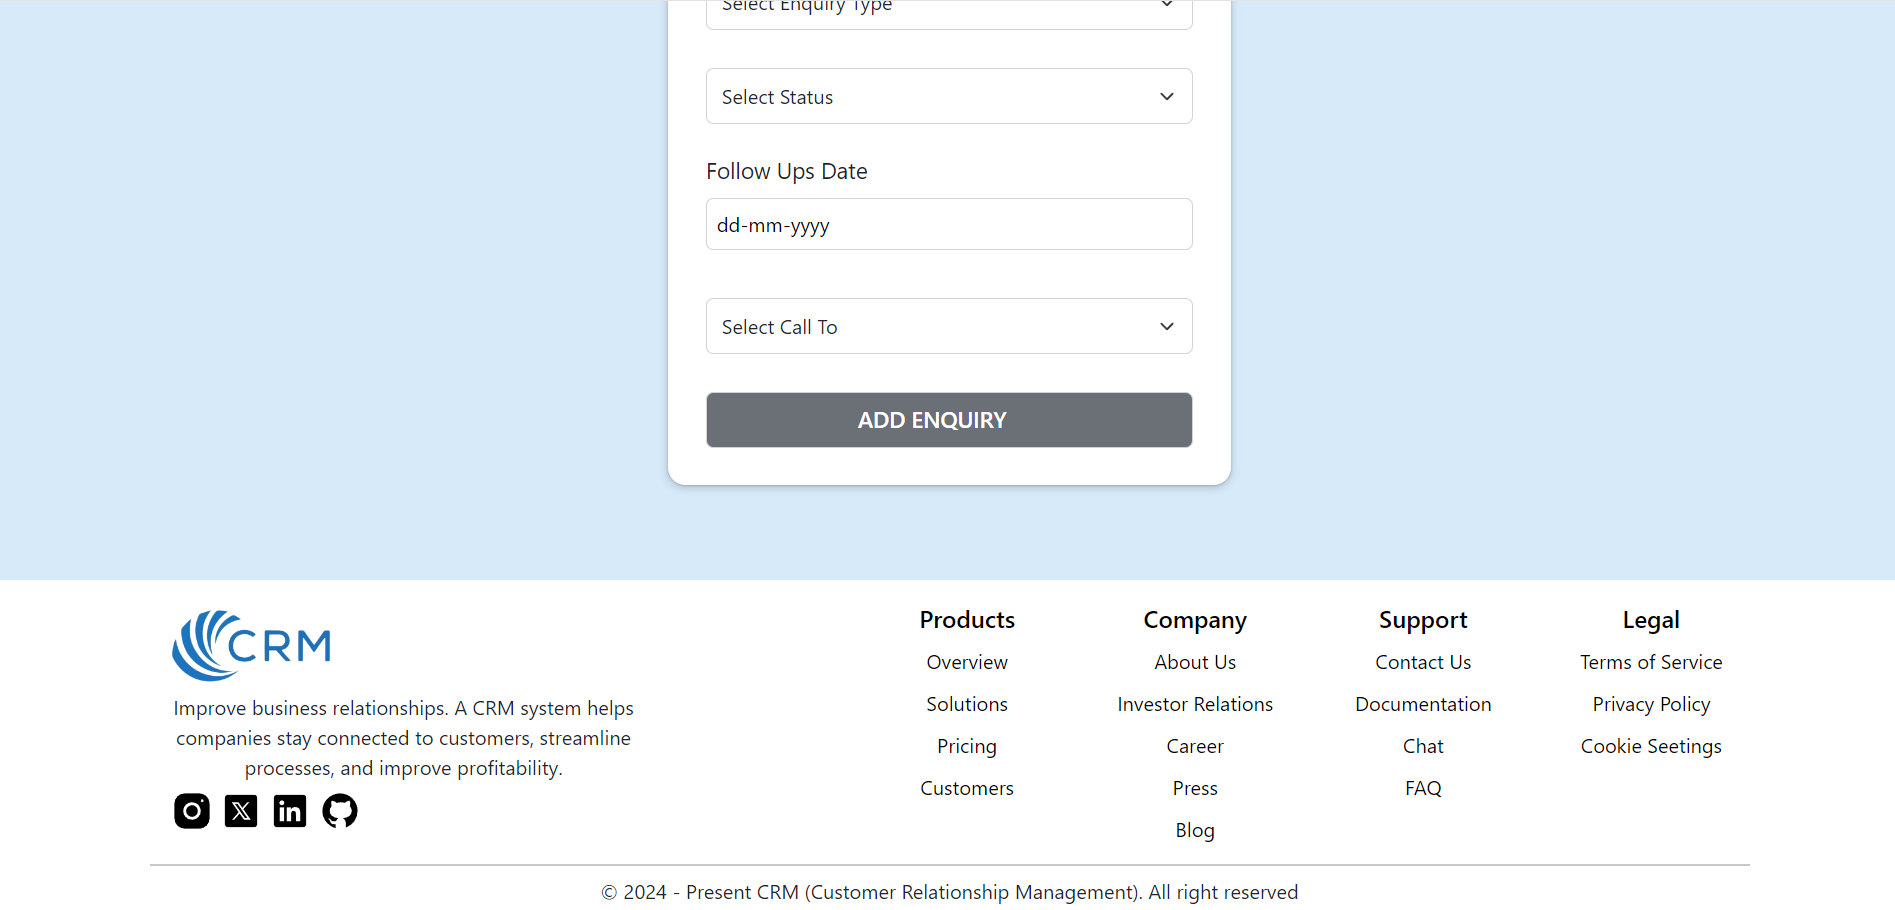 Select Enquiry Type
Select Status
Follow Ups Date
dd-mm-yyyy
Select Call To
ADD ENQUIRY
CRM
Improve business relationships. A CRM system helps
companies stay connected to customers, streamline
processes, and improve profitability.
Products
Overview
Solutions
Pricing
Customers
Company
About Us
Investor Relations
Career
Press
Blog
Support
Contact Us
Documentation
Chat
FAQ
Legal
Terms of Service
Privacy Policy
Cookie Seetings
© 2024 - Present CRM (Customer Relationship Management). All right reserved